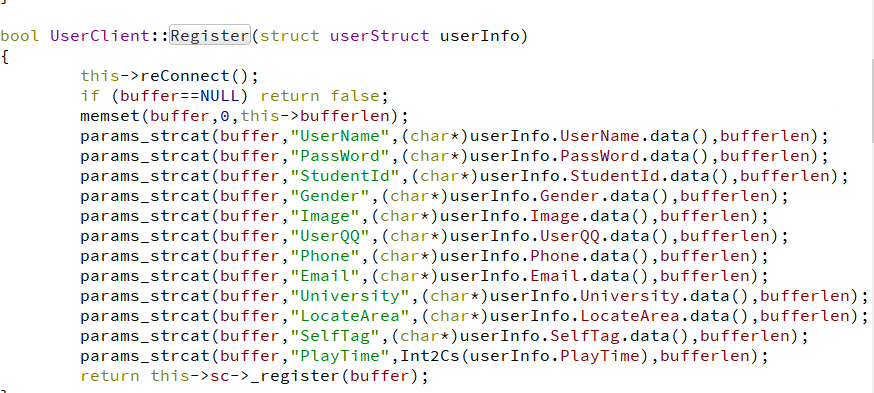 bool UserClient::Register(struct userStruct userInfo)
{
this->reConnect();
if (buffer==NULL) return false;
memset(buffer,0,this->bufferlen);
params_strcat(buffer,"UserName",(char*)userInfo.UserName.data(),bufferlen);
params_strcat(buffer,"PassWord",(char*)userInfo.PassWord.data(),bufferlen);
params_strcat(buffer,"StudentId",(char*)userInfo.StudentId.data(),bufferlen);
params_strcat(buffer,"Gender",(char*)userInfo.Gender.data(),bufferlen);
params_strcat(buffer,"Image",(char*)userInfo.Image.data(),bufferlen);
params_strcat(buffer,"UserQQ",(char*)userInfo.UserQQ.data(),bufferlen);
params_strcat(buffer,"Phone",(char*)userInfo.Phone.data(),bufferlen);
params_strcat(buffer,"Email",(char*)userInfo.Email.data(),bufferlen);
params_strcat(buffer,"University",(char*)userInfo.University.data(),bufferlen);
params_strcat(buffer,"LocateArea",(char*)userInfo.LocateArea.data(),bufferlen);
params_strcat(buffer,"SelfTag",(char*)userInfo.SelfTag.data(),bufferlen);
params_strcat(buffer,"PlayTime",Int2Cs(userInfo.PlayTime),bufferlen);
return this->sc->_register(buffer);